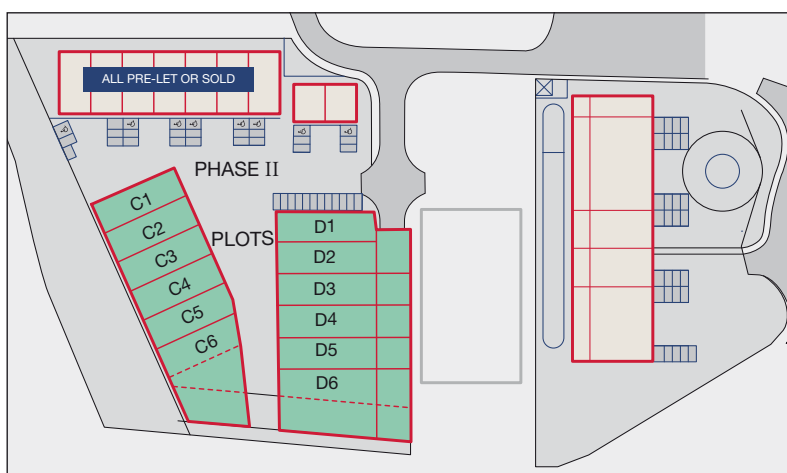 ALL PRE-LET OR SOLD
PHASE II
PLOTS
C1
C2
C3
C4
C5
C6
D1
D2
D3
D4
D5
D6